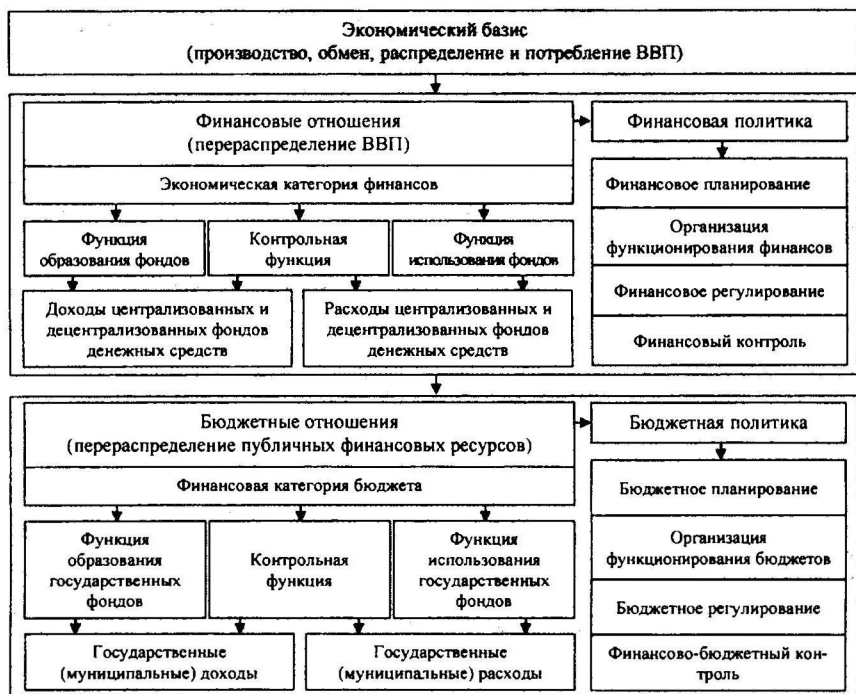 Экономический базис
(производство, обмен, распределение и потребление ВВП)
Финансовые отношения
(перераспределение ВВП)
Экономическая категория финансов
Функция
образования фондов
Контрольная
функция
Функция
использования фондов
Доходы централизованных и
децентрализованных фондов
денежных средств
Расходы централизованных и
децентрализованных фондов
денежных средств
Финансовая политика
Финансовое планирование
Организация
функционирования финансов
Финансовое регулирование
Финансовый контроль
Бюджетные отношения
(перераспределение публичных финансовых ресурсов)
Финансовая категория бюджета
Функция
образования
государственных
фондов
Контрольная
функция
Функция
использования
государственных
фондов
Государственные
(муниципальные) доходы
Государственные
(муниципальные) расходы
Бюджетная политика
Бюджетное планирование
Организация
функционирования бюджетов
Бюджетное регулирование
Финансово-бюджетный кон-
троль